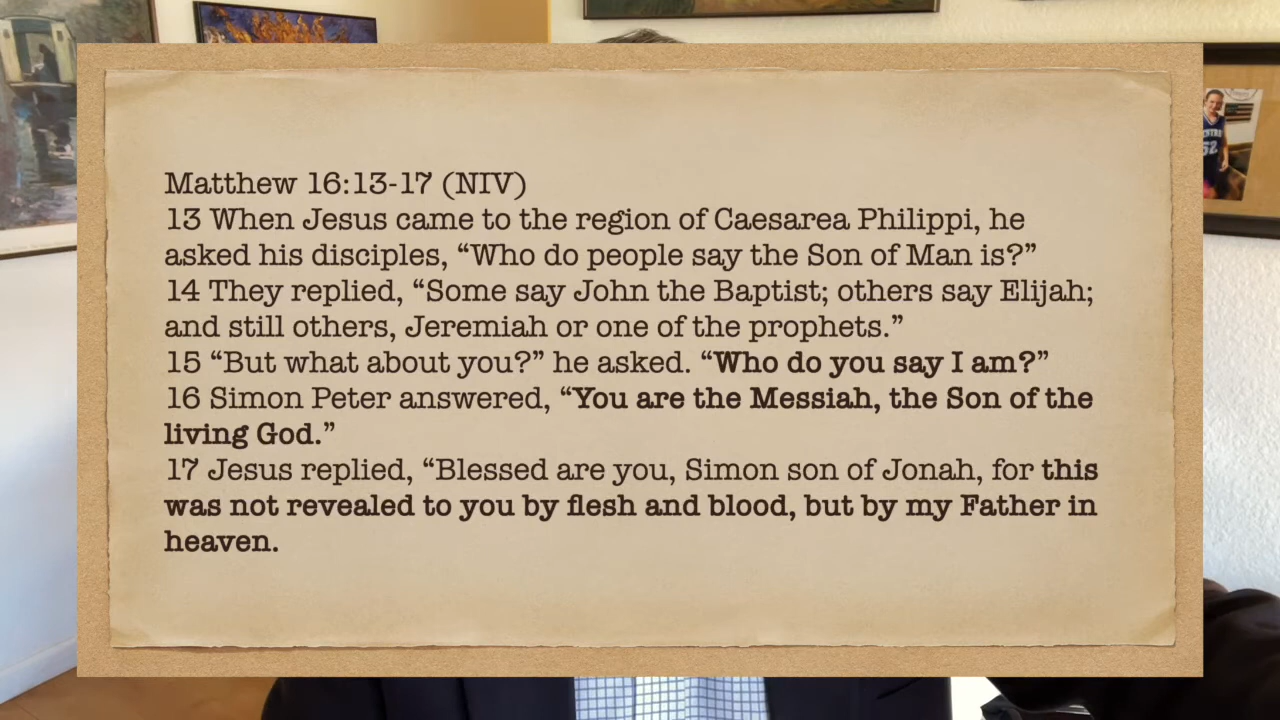 Matthew 16:13-17 (NIV)
13 When Jesus came to the region of Caesarea Philippi, he
asked his disciples, “Who do people say the Son of Man is?”
14 They replied, “Some say John the Baptist; others say Elijah;
and still others, Jeremiah or one of the prophets.”
15 “But what about you?” he asked. “Who do you say I am?”
16 Simon Peter answered, “You are the Messiah, the Son of the
living God.”
17 Jesus replied, “Blessed are you, Simon son of Jonah, for this
was not revealed to you by flesh and blood, but by my Father in
heaven.
52